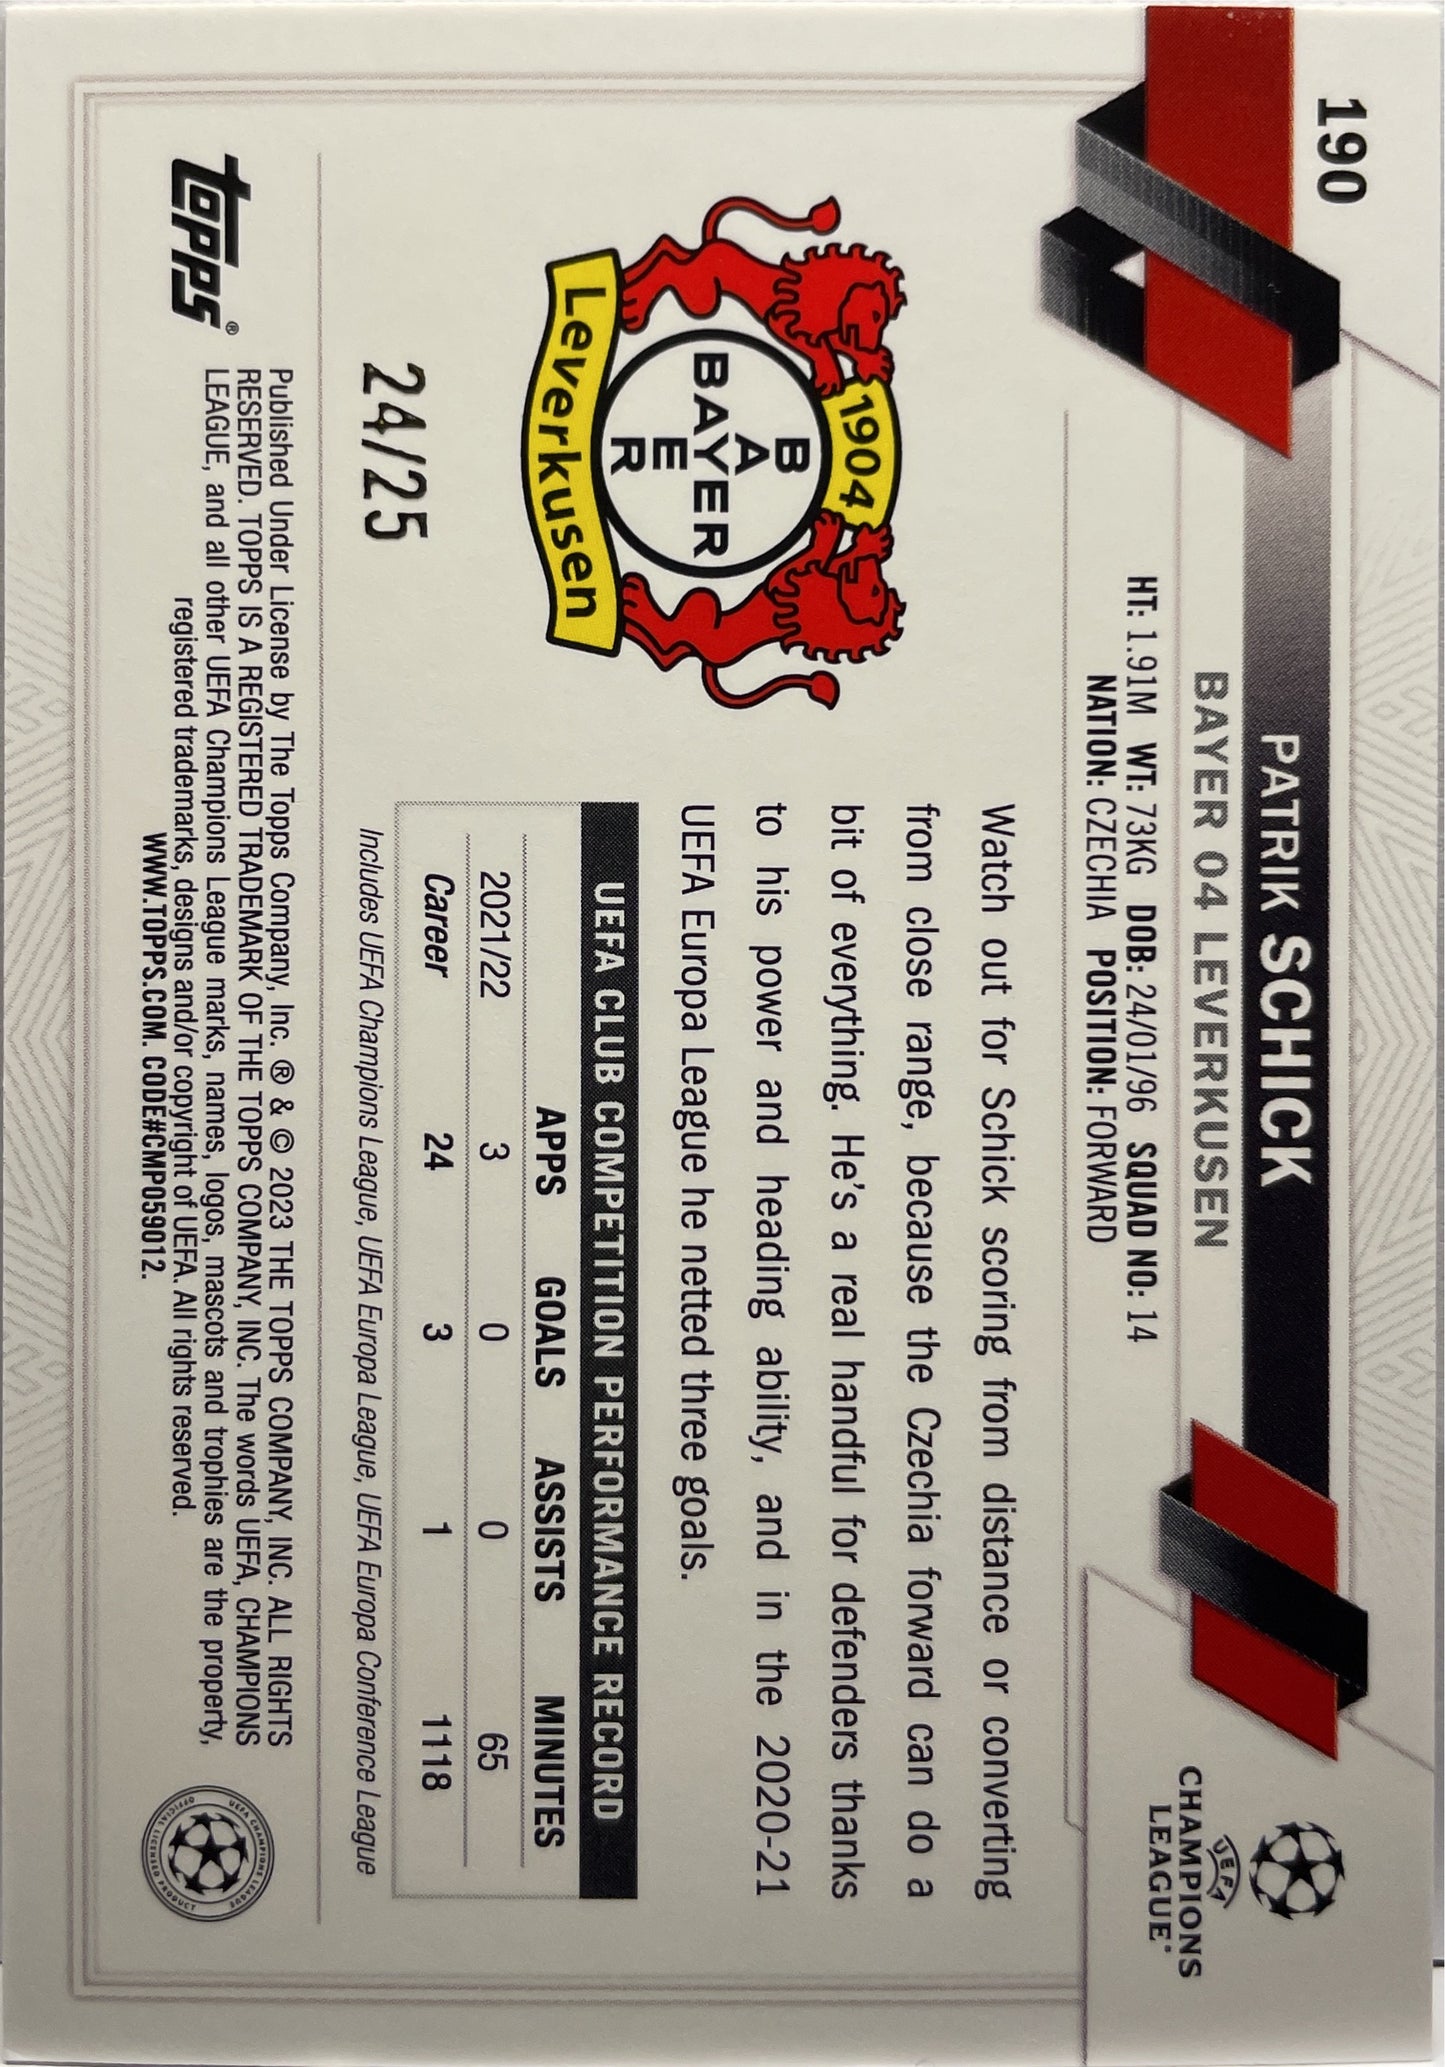 190
PATRIK SCHICK
BAYER 04 LEVERKUSEN
HT: 1.91M WT: 73KG DOB: 24/01/96 SQUAD NO: 14
NATION: CZECHIA POSITION: FORWARD
UEFA
CHAMPIONS
LEAGUE®
1904
B
A
BAYER
E
R
Leverkusen
24/25
Watch out for Schick scoring from distance or converting
from close range, because the Czechia forward can do a
bit of everything. He's a real handful for defenders thanks
to his power and heading ability, and in the 2020-21
UEFA Europa League he netted three goals.
UEFA CLUB COMPETITION PERFORMANCE RECORD
APPS GOALS ASSISTS MINUTES
2021/22 3 0 0 65
Career 24 3 1 1118
Includes UEFA Champions League, UEFA Europa League, UEFA Europa Conference League
topps®
Published Under License by The Topps Company, Inc. ® & © 2023 THE TOPPS COMPANY, INC. ALL RIGHTS
RESERVED. TOPPS IS A REGISTERED TRADEMARK OF THE TOPPS COMPANY, INC. The words UEFA, CHAMPIONS
LEAGUE, and all other UEFA Champions League marks, names, logos, mascots and trophies are the property,
registered trademarks, designs and/or copyright of UEFA. All rights reserved.
WWW.TOPPS.COM. CODE#CMP059012.
UEFA CHAMPIONS LEAGUE
OFFICIAL LICENSED PRODUCT